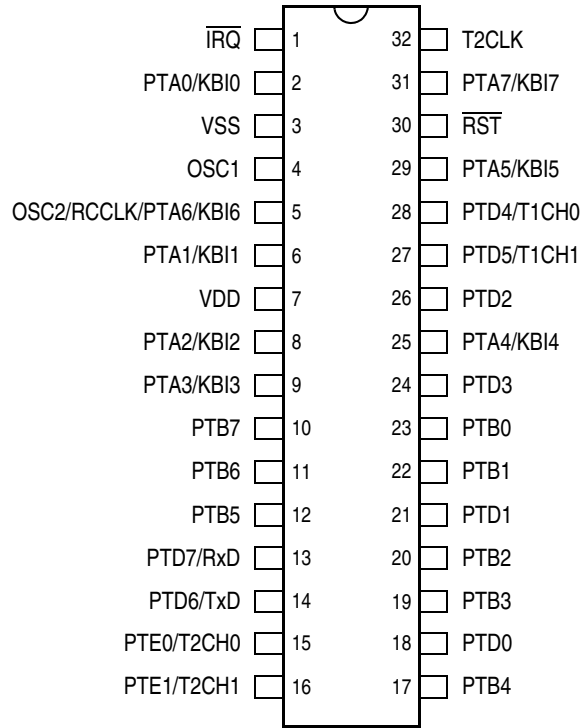 IRQ 1 32 T2CLK
PTA0/KBI0 2 31 PTA7/KBI7
VSS 3 30 RST
OSC1 4 29 PTA5/KBI5
OSC2/RCCLK/PTA6/KBI6 5 28 PTD4/T1CH0
PTA1/KBI1 6 27 PTD5/T1CH1
VDD 7 26 PTD2
PTA2/KBI2 8 25 PTA4/KBI4
PTA3/KBI3 9 24 PTD3
PTB7 10 23 PTB0
PTB6 11 22 PTB1
PTB5 12 21 PTD1
PTD7/RxD 13 20 PTB2
PTD6/TxD 14 19 PTB3
PTE0/T2CH0 15 18 PTD0
PTE1/T2CH1 16 17 PTB4